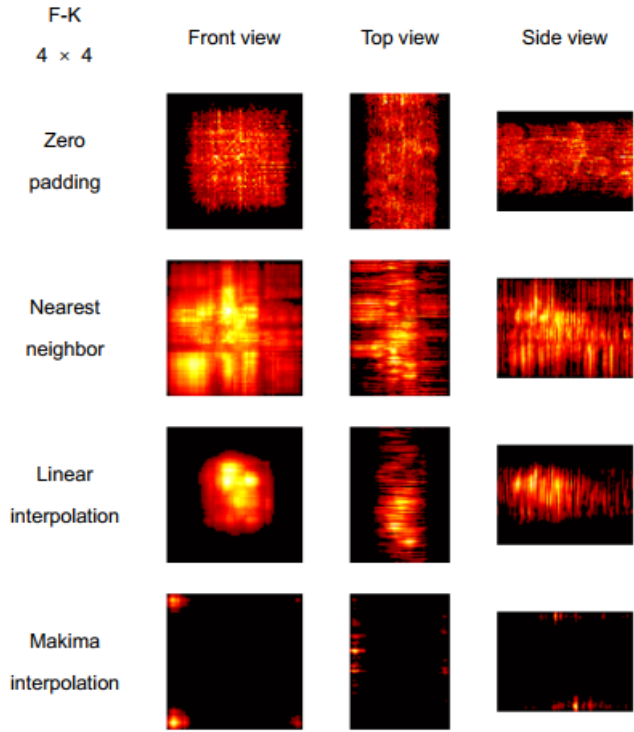 F-K
4 × 4
Front view
Top view
Side view
Zero
padding
Nearest
neighbor
Linear
interpolation
Makima
interpolation